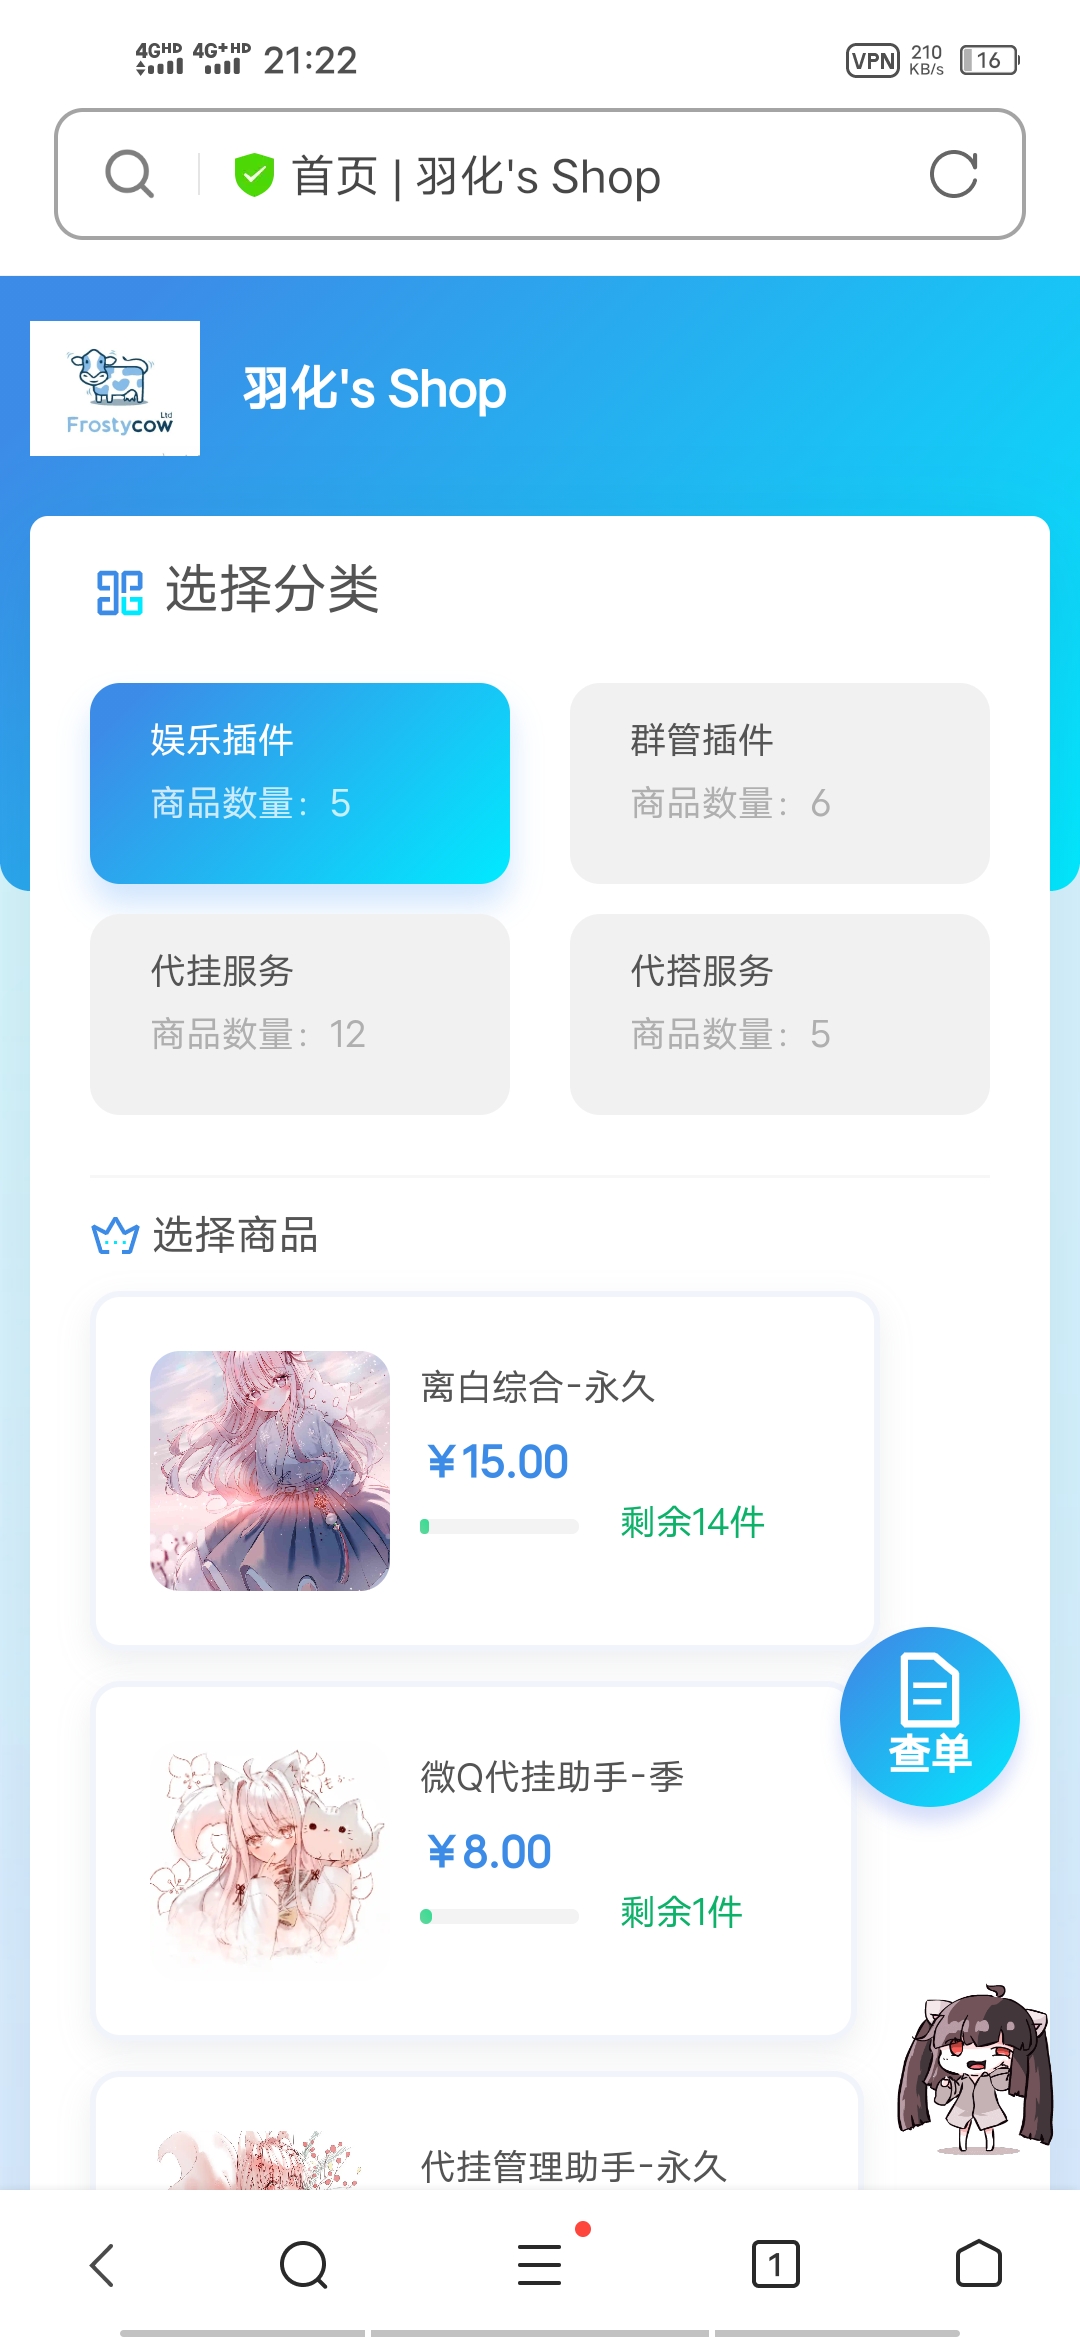 4GHD 4G+HD 21:22 VPN 210 KB/s 16
首页 | 羽化's Shop
Frostycow Ltd
羽化's Shop
选择分类
娱乐插件
商品数量：5
群管插件
商品数量：6
代挂服务
商品数量：12
代搭服务
商品数量：5
选择商品
离白综合-永久
¥15.00
剩余14件
查单
微Q代挂助手-季
¥8.00
剩余1件
代挂管理助手-永久
1